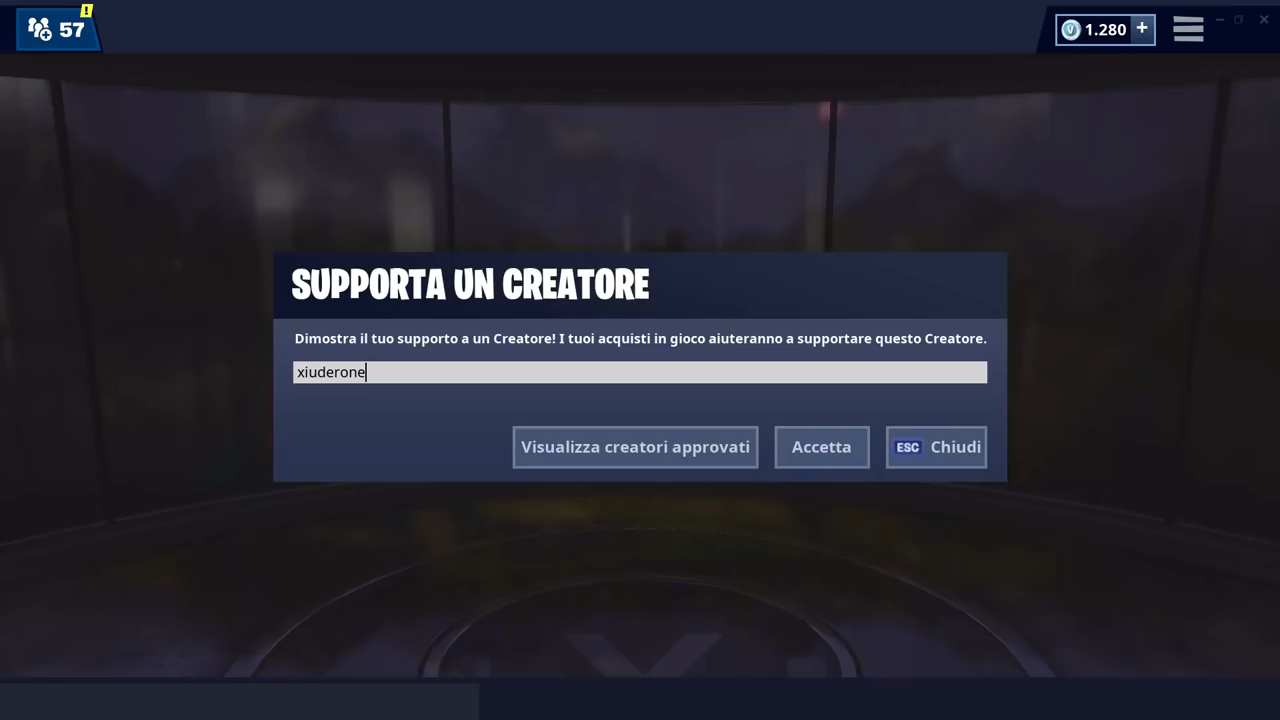 57
!
1.280 +
SUPPORTA UN CREATORE
Dimostra il tuo supporto a un Creatore! I tuoi acquisti in gioco aiuteranno a supportare questo Creatore.
xiuderone
Visualizza creatori approvati
Accetta
ESC Chiudi